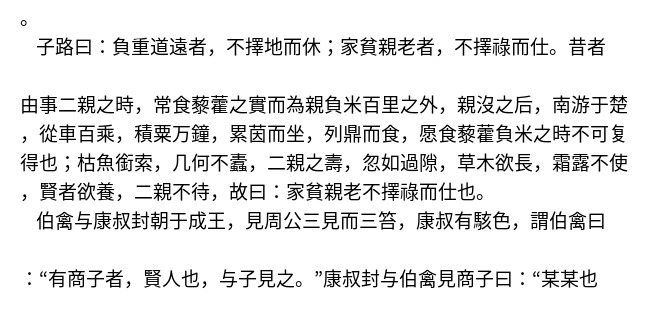 。
子路曰：負重道遠者，不擇地而休；家貧親老者，不擇祿而仕。昔者
由事二親之時，常食藜藿之實而為親負米百里之外，親沒之后，南游于楚
，從車百乘，積粟万鐘，累茵而坐，列鼎而食，愿食藜藿負米之時不可复
得也；枯魚銜索，几何不蠹，二親之壽，忽如過隙，草木欲長，霜露不使
，賢者欲養，二親不待，故曰：家貧親老不擇祿而仕也。
伯禽与康叔封朝于成王，見周公三見而三笞，康叔有駭色，謂伯禽曰
：“有商子者，賢人也，与子見之。”康叔封与伯禽見商子曰：“某某也